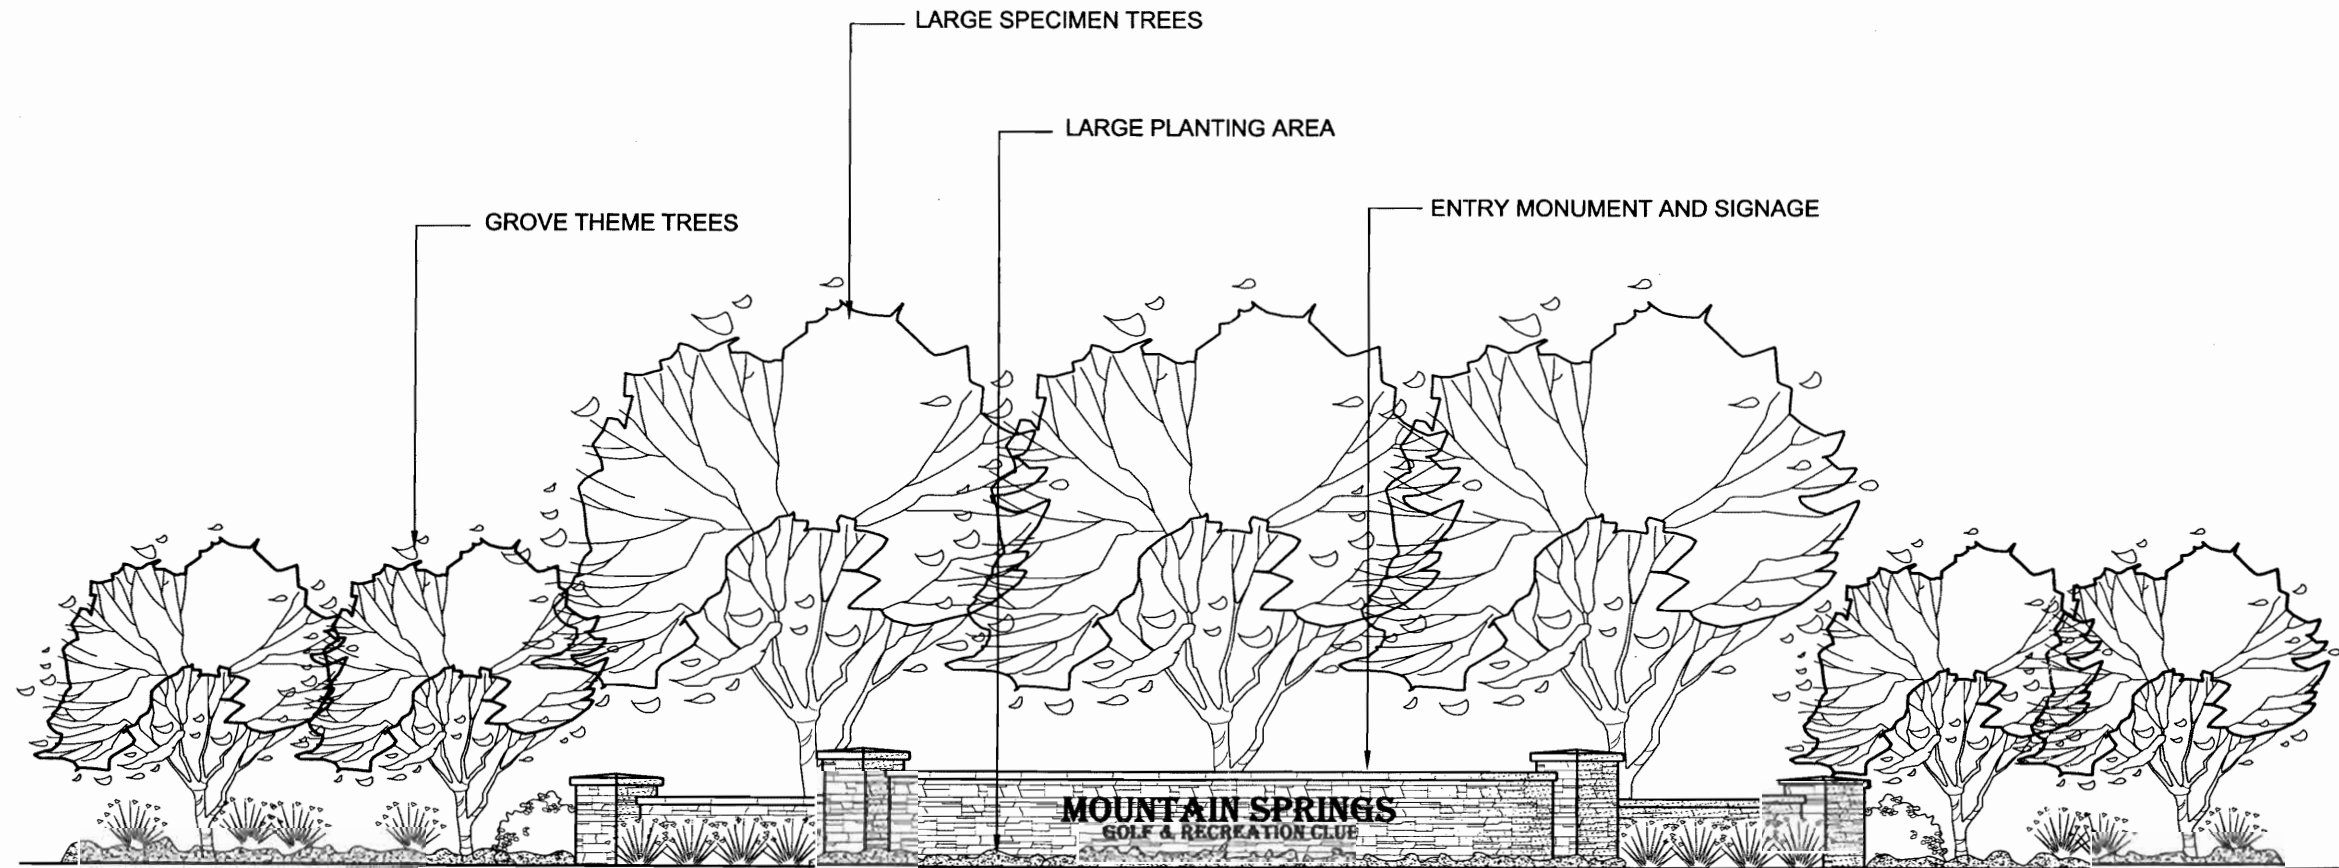 LARGE SPECIMEN TREES
LARGE PLANTING AREA
ENTRY MONUMENT AND SIGNAGE
GROVE THEME TREES
MOUNTAIN SPRINGS
GOLF & RECREATION CLUB